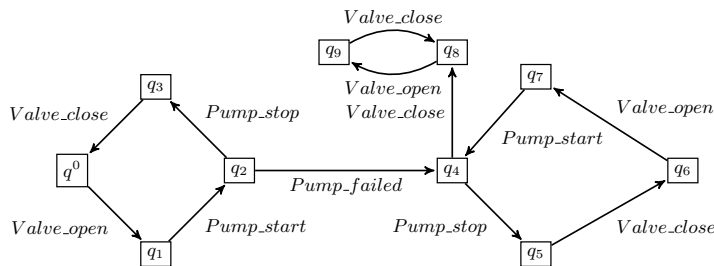 Valve_close
q9
q8
q3
q7
Valve_open
Valve_close
Valve_open
Valve_close
Pump_stop
Pump_start
q⁰
q2
q4
q6
Pump_failed
Valve_open
Pump_start
Pump_stop
Valve_close
q1
q5